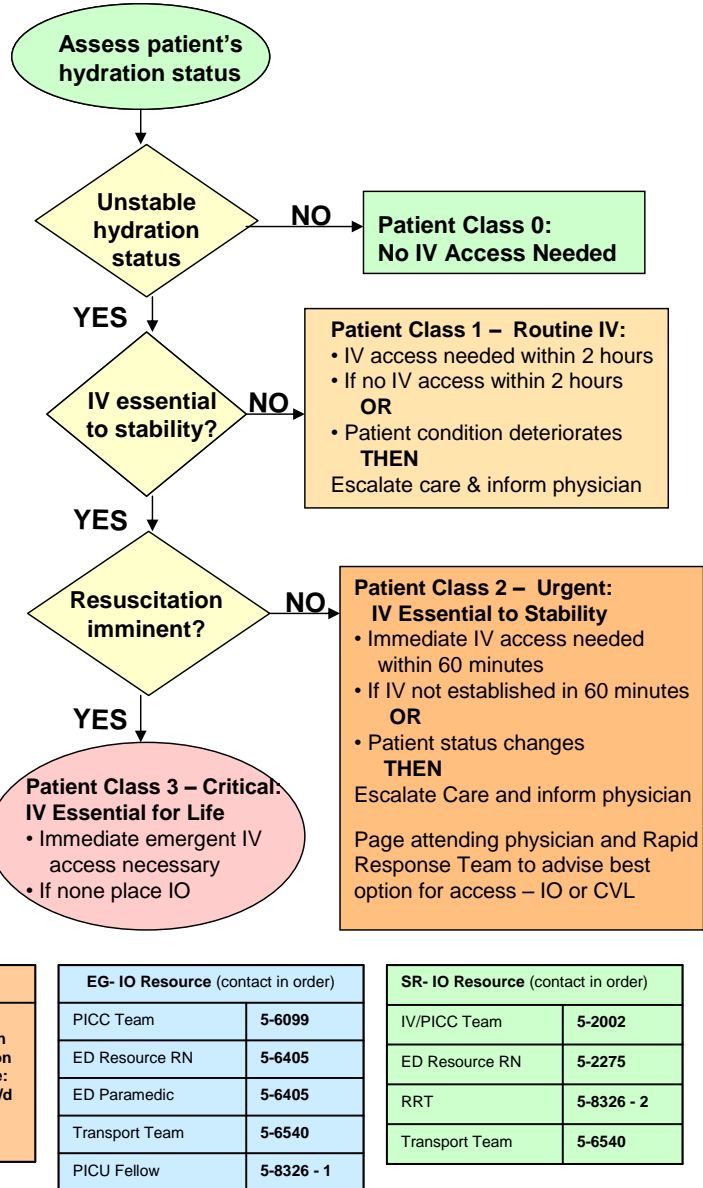 Assess patient's
hydration status
Unstable
hydration
status
NO
Patient Class 0:
No IV Access Needed
YES
IV essential
to stability?
NO
Patient Class 1 – Routine IV:
• IV access needed within 2 hours
• If no IV access within 2 hours
OR
• Patient condition deteriorates
THEN
Escalate care & inform physician
YES
Resuscitation
imminent?
NO
Patient Class 2 – Urgent:
IV Essential to Stability
• Immediate IV access needed
within 60 minutes
• If IV not established in 60 minutes
OR
• Patient status changes
THEN
Escalate Care and inform physician
Page attending physician and Rapid
Response Team to advise best
option for access – IO or CVL
YES
Patient Class 3 – Critical:
IV Essential for Life
• Immediate emergent IV
access necessary
• If none place IO
EG- IO Resource (contact in order)
PICC Team 5-6099
ED Resource RN 5-6405
ED Paramedic 5-6405
Transport Team 5-6540
PICU Fellow 5-8326 - 1
SR- IO Resource (contact in order)
IV/PICC Team 5-2002
ED Resource RN 5-2275
RRT 5-8326 - 2
Transport Team 5-6540